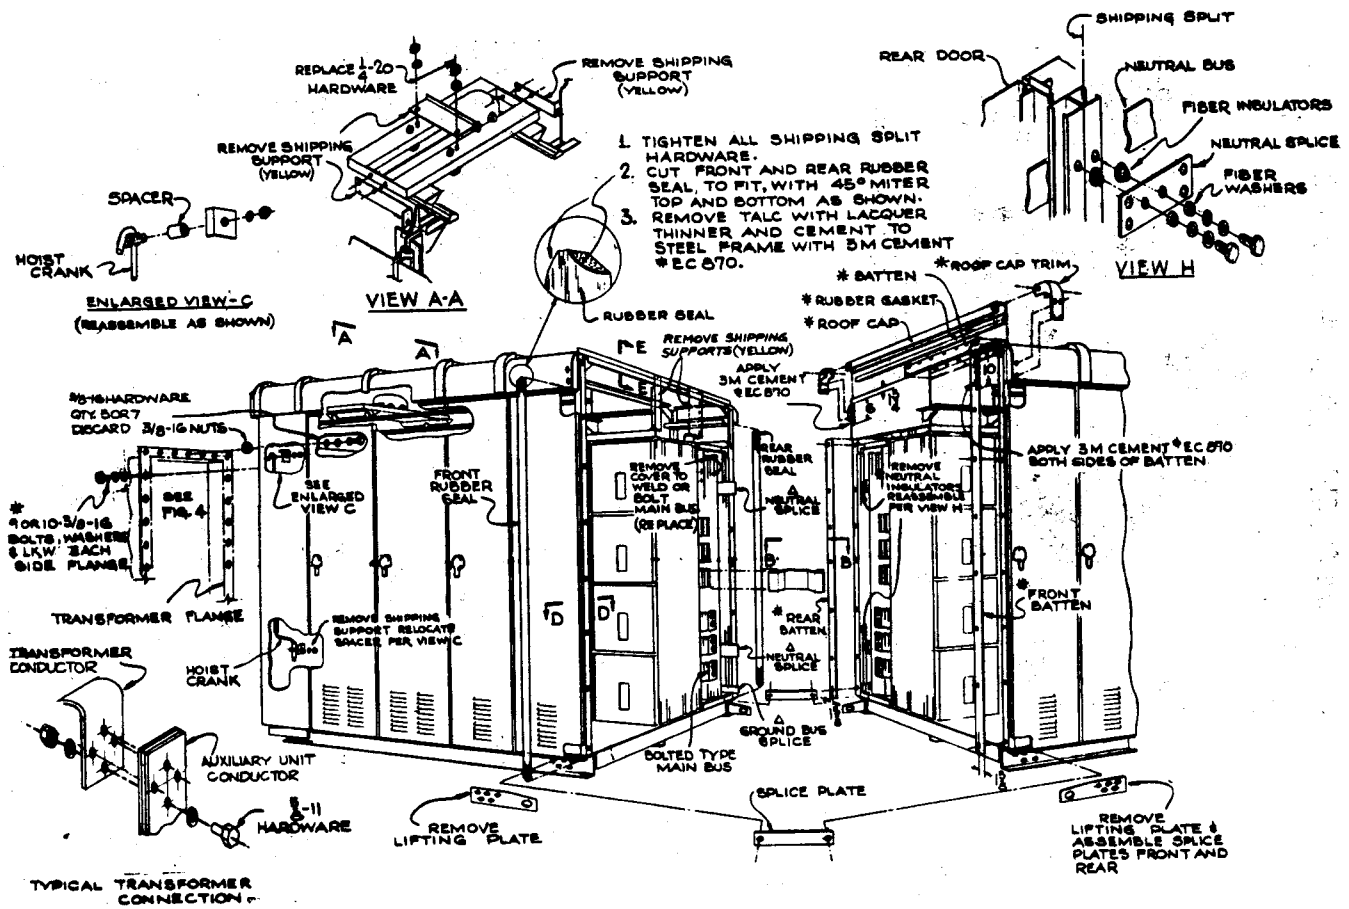 SHIPPING SPLIT
REAR DOOR
NEUTRAL BUS
FIBER INSULATORS
NEUTRAL SPLICE
FIBER
WASHERS
VIEW H
REPLACE 1/4-20
HARDWARE
REMOVE SHIPPING
SUPPORT
(YELLOW)
REMOVE SHIPPING
SUPPORT
(YELLOW)
VIEW A-A
SPACER
HOIST
CRANK
ENLARGED VIEW-C
(REASSEMBLE AS SHOWN)
1. TIGHTEN ALL SHIPPING SPLIT
HARDWARE.
2. CUT FRONT AND REAR RUBBER
SEAL, TO FIT, WITH 45° MITER
TOP AND BOTTOM AS SHOWN.
3. REMOVE TALC WITH LACQUER
THINNER AND CEMENT TO
STEEL FRAME WITH 3M CEMENT
#EC 870.
RUBBER SEAL
* ROOF CAP TRIM
* BATTEN
* RUBBER GASKET
* ROOF CAP
A
A
E
E
REMOVE SHIPPING
SUPPORTS (YELLOW)
APPLY
3M CEMENT
#EC870
3/8-16 HARDWARE
QTY. 5 OR 7
DISCARD 3/8-16 NUTS
SEE
ENLARGED
VIEW C
SEE
FIG. 4
*
9 OR 10-3/8-16
BOLTS, WASHERS
& LKW EACH
SIDE FLANGE
TRANSFORMER FLANGE
FRONT
RUBBER
SEAL
REMOVE
COVER TO
WELD OR
BOLT
MAIN BUS
(REPLACE)
REAR
RUBBER
SEAL
△
NEUTRAL
SPLICE
REMOVE
NEUTRAL
INSULATORS
REASSEMBLE
PER VIEW H
APPLY 3M CEMENT #EC 870
BOTH SIDES OF BATTEN
B
B
D
D
*
REAR
BATTEN
*
FRONT
BATTEN
△
NEUTRAL
SPLICE
REMOVE SHIPPING
SUPPORT RELOCATE
SPACER PER VIEW C
HOIST
CRANK
TRANSFORMER
CONDUCTOR
AUXILIARY UNIT
CONDUCTOR
5/8-11
HARDWARE
TYPICAL TRANSFORMER
CONNECTION
△
GROUND BUS
SPLICE
BOLTED TYPE
MAIN BUS
REMOVE
LIFTING PLATE
SPLICE PLATE
REMOVE
LIFTING PLATE &
ASSEMBLE SPLICE
PLATES FRONT AND
REAR